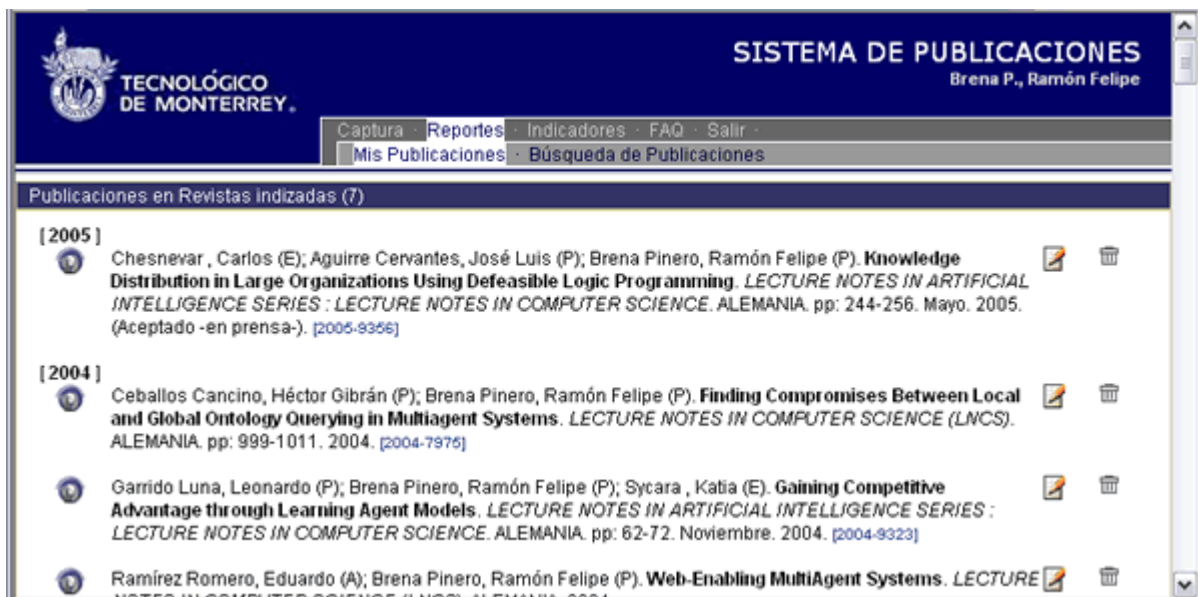 TECNOLÓGICO
DE MONTERREY.
SISTEMA DE PUBLICACIONES
Brena P., Ramón Felipe
Captura · Reportes · Indicadores · FAQ · Salir ·
Mis Publicaciones · Búsqueda de Publicaciones
Publicaciones en Revistas indizadas (7)
[ 2005 ]
Chesnevar , Carlos (E); Aguirre Cervantes, José Luis (P); Brena Pinero, Ramón Felipe (P). Knowledge
Distribution in Large Organizations Using Defeasible Logic Programming. LECTURE NOTES IN ARTIFICIAL
INTELLIGENCE SERIES : LECTURE NOTES IN COMPUTER SCIENCE. ALEMANIA. pp: 244-256. Mayo. 2005.
(Aceptado -en prensa-). [2005-9356]
[ 2004 ]
Ceballos Cancino, Héctor Gibrán (P); Brena Pinero, Ramón Felipe (P). Finding Compromises Between Local
and Global Ontology Querying in Multiagent Systems. LECTURE NOTES IN COMPUTER SCIENCE (LNCS).
ALEMANIA. pp: 999-1011. 2004. [2004-7975]
Garrido Luna, Leonardo (P); Brena Pinero, Ramón Felipe (P); Sycara , Katia (E). Gaining Competitive
Advantage through Learning Agent Models. LECTURE NOTES IN ARTIFICIAL INTELLIGENCE SERIES :
LECTURE NOTES IN COMPUTER SCIENCE. ALEMANIA. pp: 62-72. Noviembre. 2004. [2004-9323]
Ramírez Romero, Eduardo (A); Brena Pinero, Ramón Felipe (P). Web-Enabling MultiAgent Systems. LECTURE
NOTES IN COMPUTER SCIENCE (LNCS). ALEMANIA. 2004.